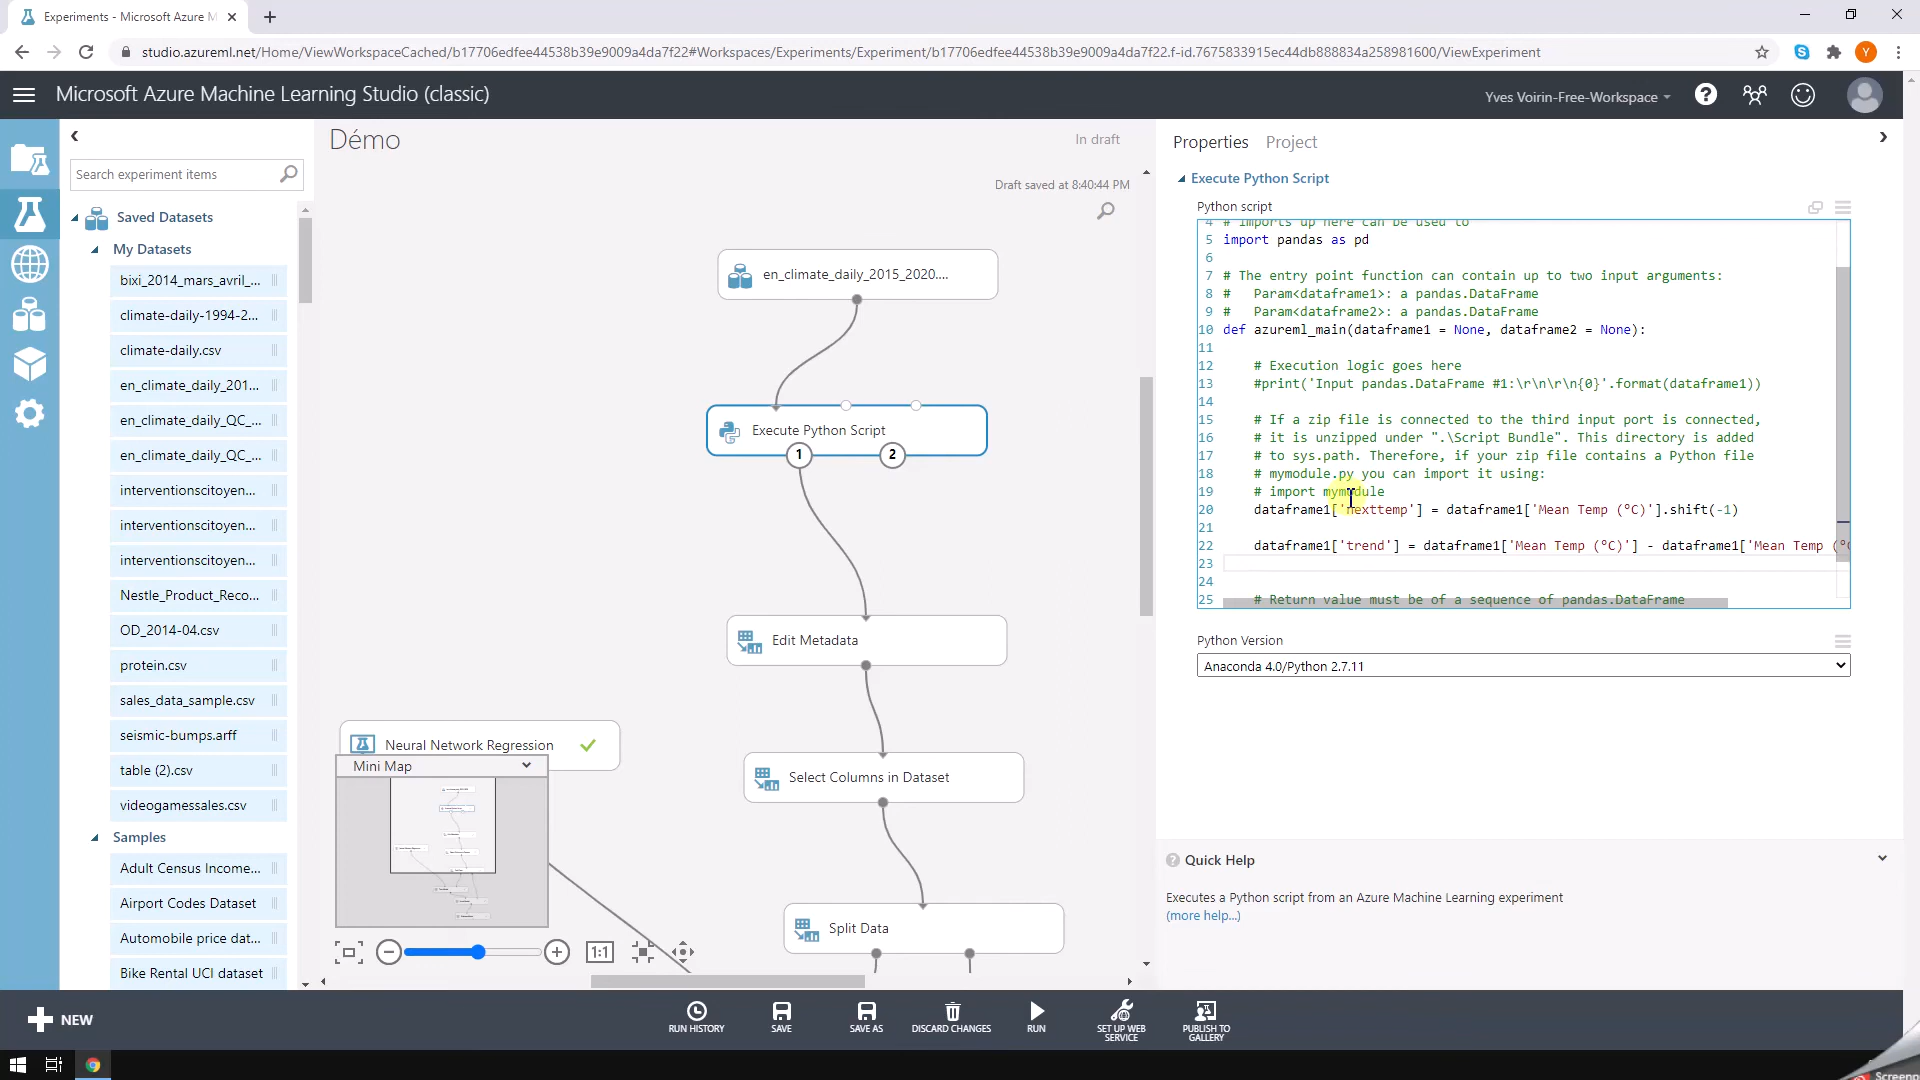 Experiments - Microsoft Azure M
studio.azureml.net/Home/ViewWorkspaceCached/b17706edfee44538b39e9009a4da7f22#Workspaces/Experiments/Experiment/b17706edfee44538b39e9009a4da7f22.f-id.7675833915ec44db888834a258981600/ViewExperiment
Y
Microsoft Azure Machine Learning Studio (classic)
Yves Voirin-Free-Workspace
Search experiment items
Saved Datasets
My Datasets
bixi_2014_mars_avril_...
climate-daily-1994-2...
climate-daily.csv
en_climate_daily_201...
en_climate_daily_QC_...
en_climate_daily_QC_...
interventionscitoyen...
interventionscitoyen...
interventionscitoyen...
Nestle_Product_Reco...
OD_2014-04.csv
protein.csv
sales_data_sample.csv
seismic-bumps.arff
table (2).csv
videogamessales.csv
Samples
Adult Census Income...
Airport Codes Dataset
Automobile price dat...
Bike Rental UCI dataset
Démo
In draft
Draft saved at 8:40:44 PM
en_climate_daily_2015_2020....
Execute Python Script
1
2
Edit Metadata
Neural Network Regression
Mini Map
Select Columns in Dataset
Split Data
1:1
Properties
Project
Execute Python Script
Python script
4 # imports up here can be used to
5 import pandas as pd
6
7 # The entry point function can contain up to two input arguments:
8 #   Param<dataframe1>: a pandas.DataFrame
9 #   Param<dataframe2>: a pandas.DataFrame
10 def azureml_main(dataframe1 = None, dataframe2 = None):
11
12     # Execution logic goes here
13     #print('Input pandas.DataFrame #1:\r\n\r\n{0}'.format(dataframe1))
14
15     # If a zip file is connected to the third input port is connected,
16     # it is unzipped under ".\Script Bundle". This directory is added
17     # to sys.path. Therefore, if your zip file contains a Python file
18     # mymodule.py you can import it using:
19     # import mymodule
20     dataframe1['nexttemp'] = dataframe1['Mean Temp (°C)'].shift(-1)
21
22     dataframe1['trend'] = dataframe1['Mean Temp (°C)'] - dataframe1['Mean Temp (°C
23
24
25     # Return value must be of a sequence of pandas.DataFrame
Python Version
Anaconda 4.0/Python 2.7.11
Quick Help
Executes a Python script from an Azure Machine Learning experiment
(more help...)
NEW
RUN HISTORY
SAVE
SAVE AS
DISCARD CHANGES
RUN
SET UP WEB
SERVICE
PUBLISH TO
GALLERY